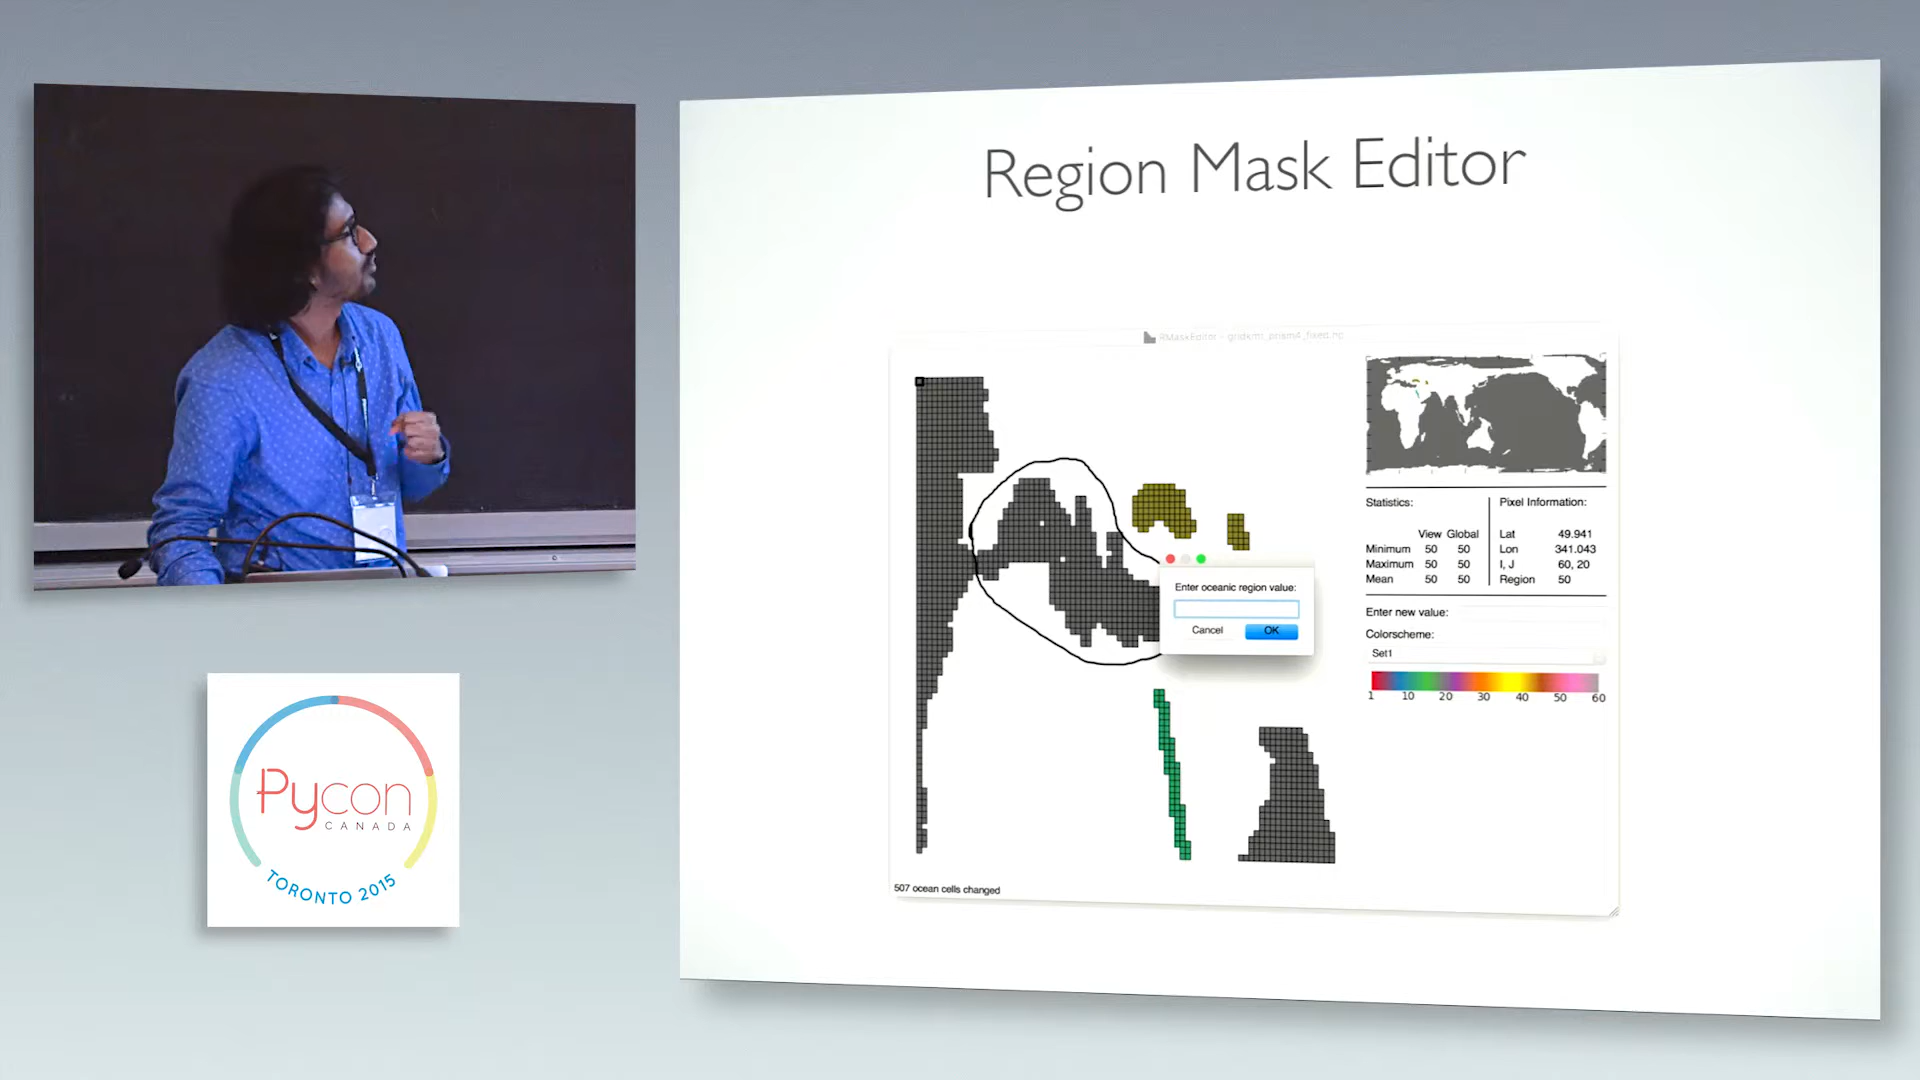 Region Mask Editor
RMaskEditor - gridkmt_prism4_fixed.nc
Statistics:
Pixel Information:
View Global
Minimum 50 50
Maximum 50 50
Mean 50 50
Lat 49.941
Lon 341.043
I, J 60, 20
Region 50
Enter oceanic region value:
Cancel OK
Enter new value:
Colorscheme:
Set1
1 10 20 30 40 50 60
507 ocean cells changed
Pycon
CANADA
TORONTO 2015